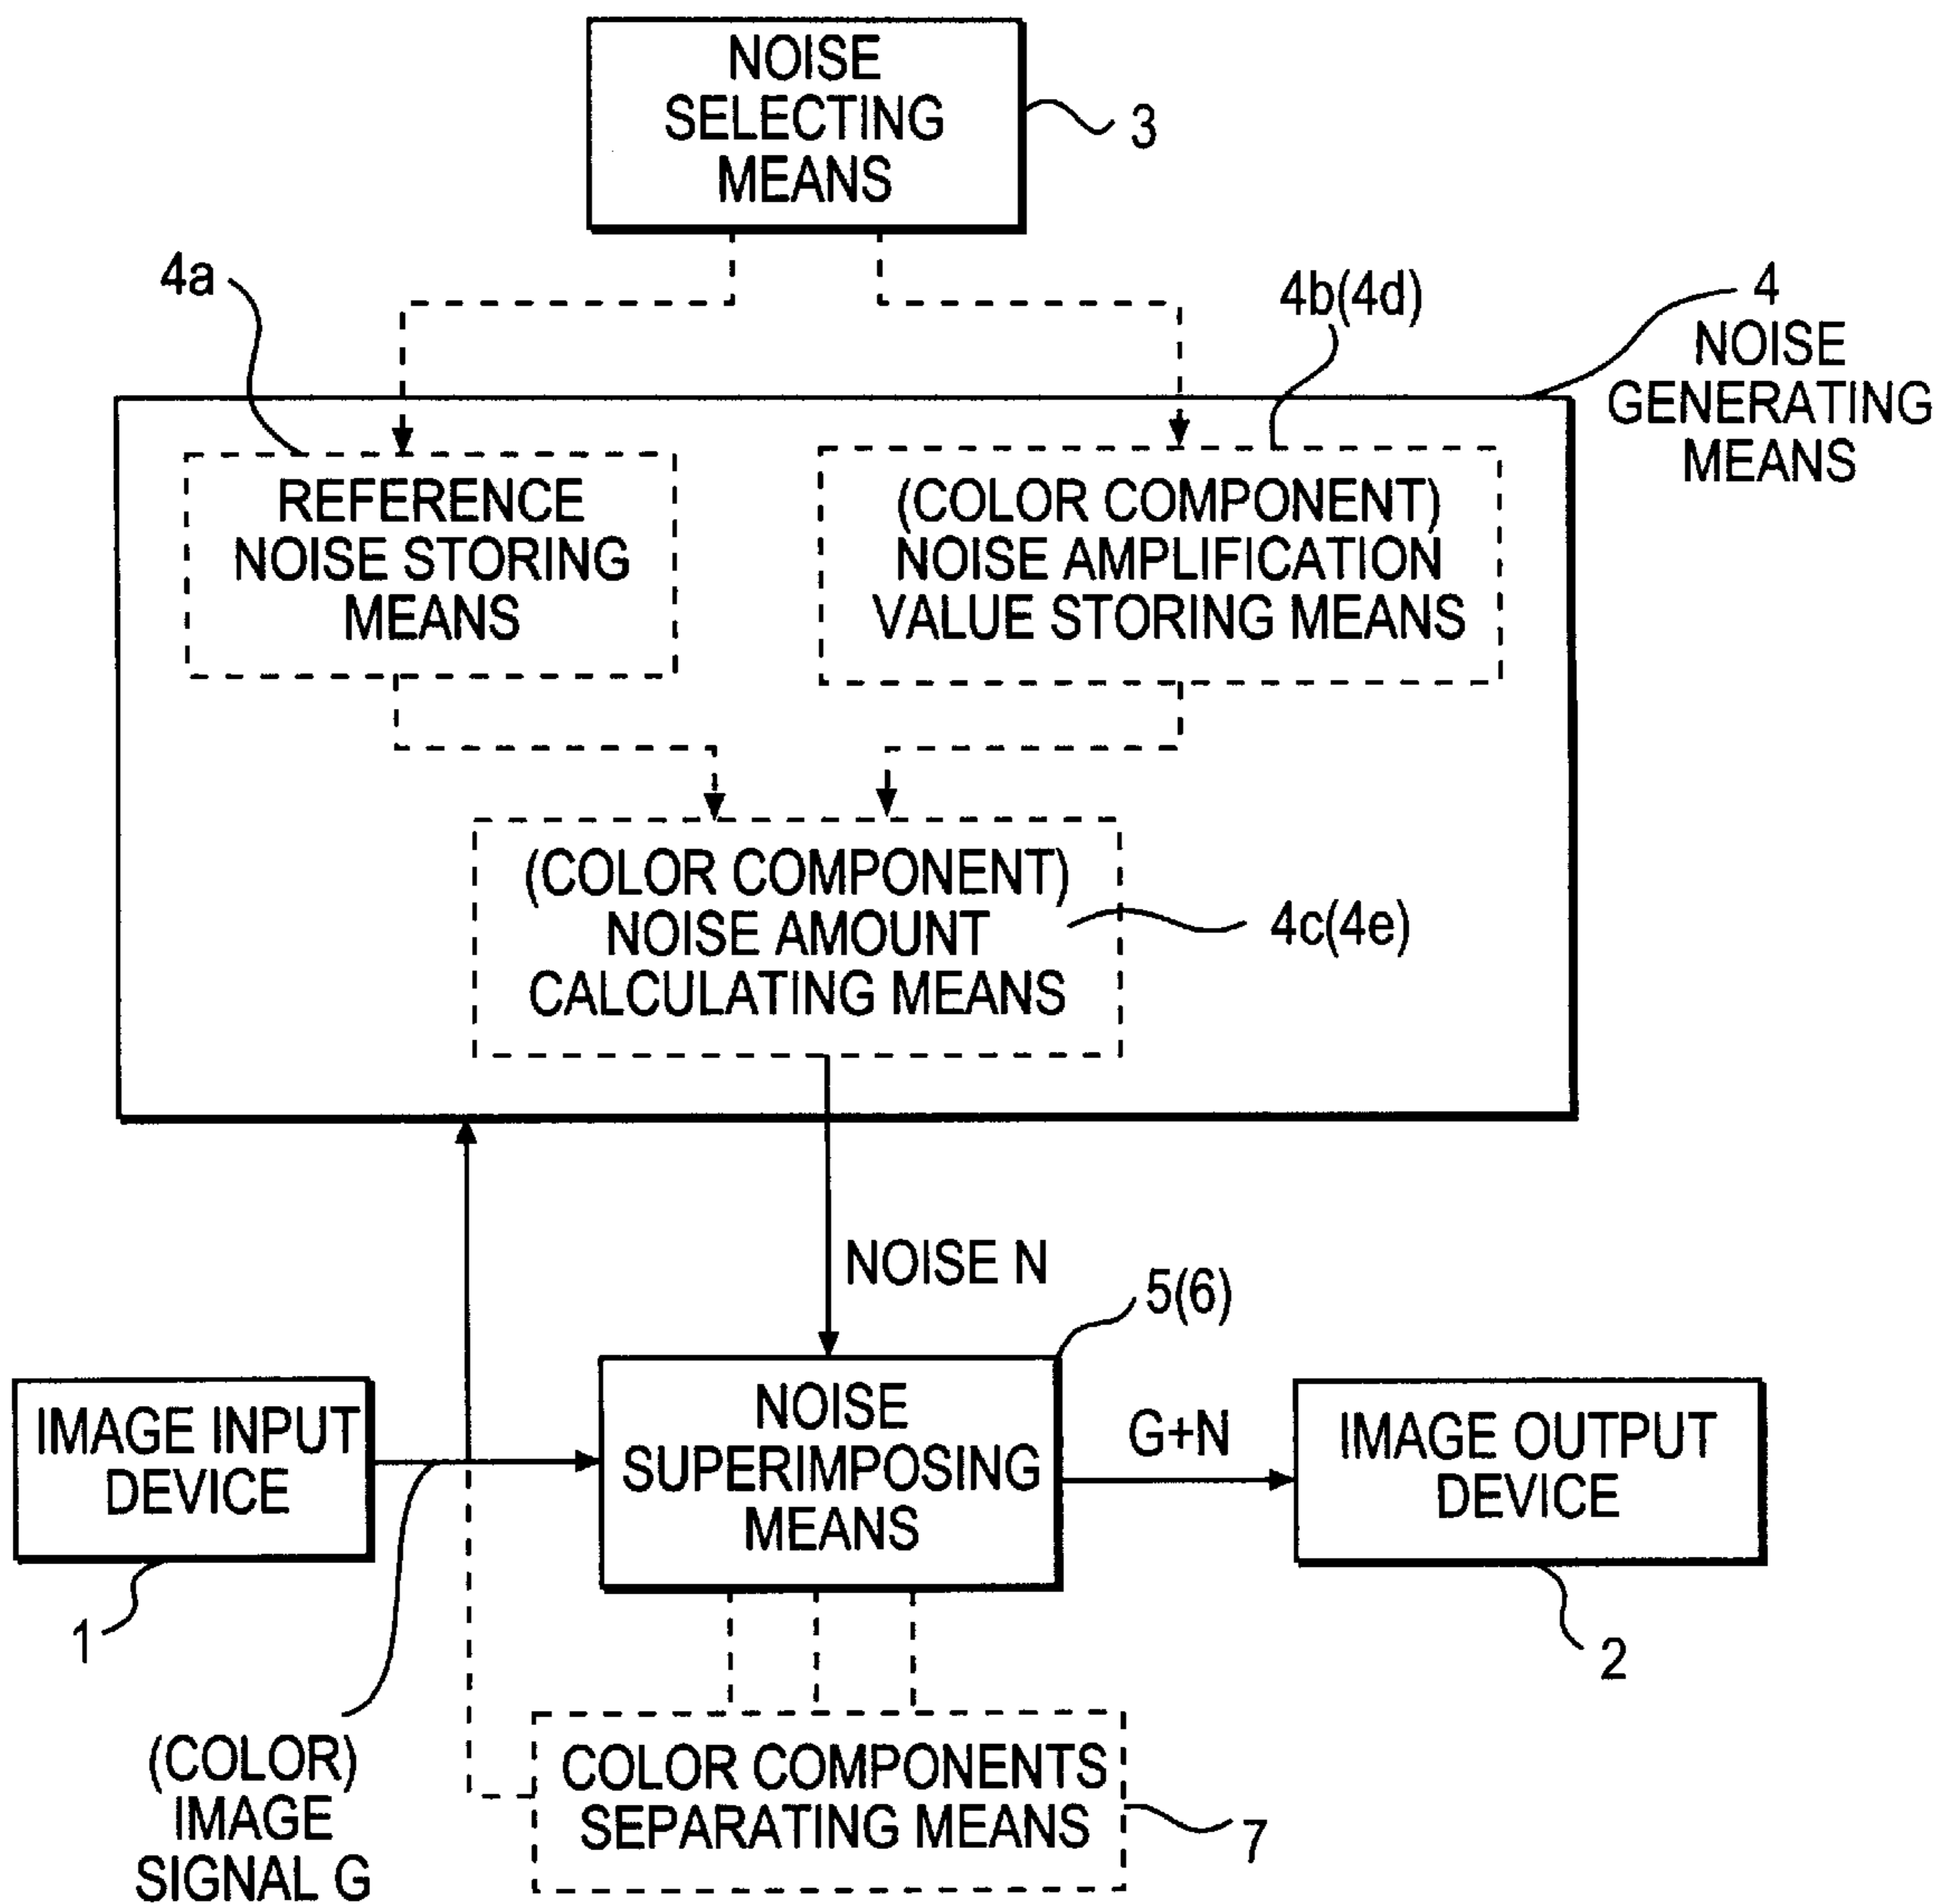 NOISE
SELECTING
MEANS
3
4a
4b(4d)
4
NOISE
GENERATING
MEANS
REFERENCE
NOISE STORING
MEANS
(COLOR COMPONENT)
NOISE AMPLIFICATION
VALUE STORING MEANS
(COLOR COMPONENT)
NOISE AMOUNT
CALCULATING MEANS
4c(4e)
NOISE N
5(6)
IMAGE INPUT
DEVICE
NOISE
SUPERIMPOSING
MEANS
G+N
IMAGE OUTPUT
DEVICE
1
2
(COLOR)
IMAGE
SIGNAL G
COLOR COMPONENTS
SEPARATING MEANS
7